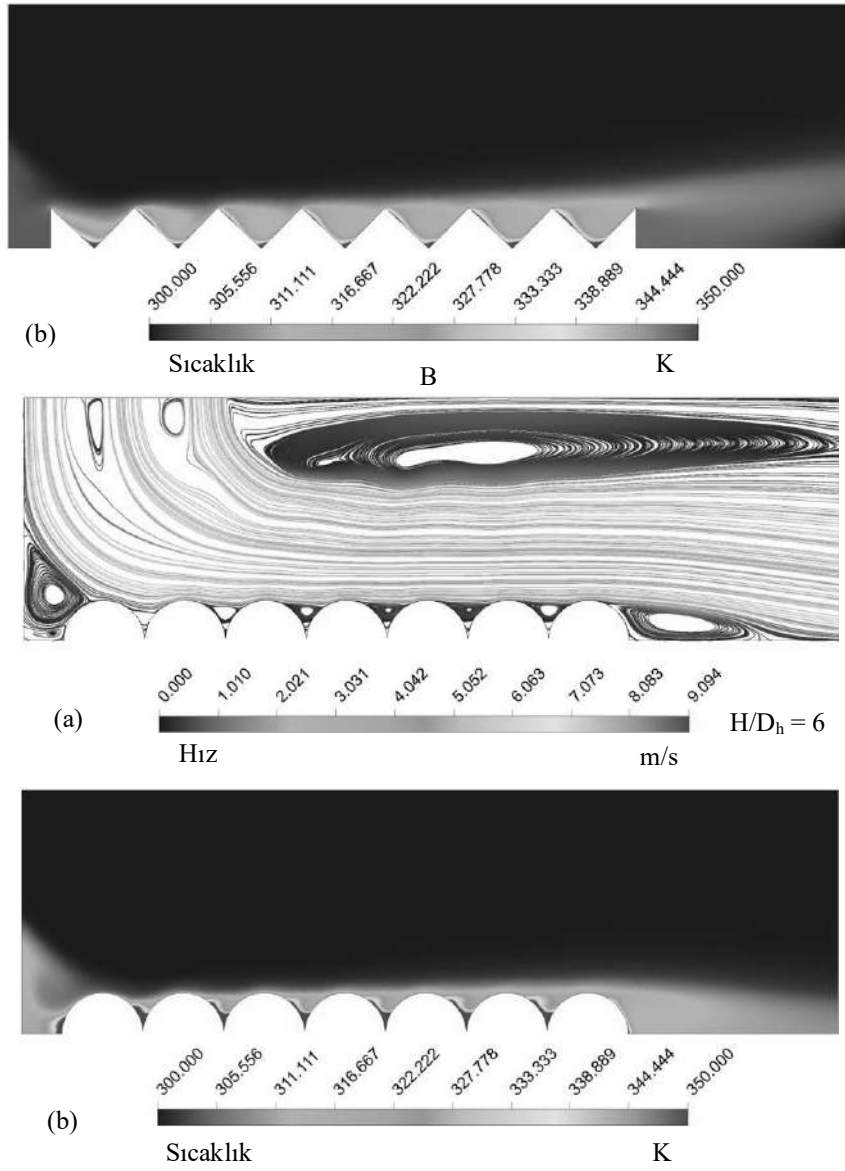 300.000 305.556 311.111 316.667 322.222 327.778 333.333 338.889 344.444 350.000
(b)
Sıcaklık K
B
0.000 1.010 2.021 3.031 4.042 5.052 6.063 7.073 8.083 9.094
(a) H/Dₕ = 6
Hız m/s
300.000 305.556 311.111 316.667 322.222 327.778 333.333 338.889 344.444 350.000
(b)
Sıcaklık K